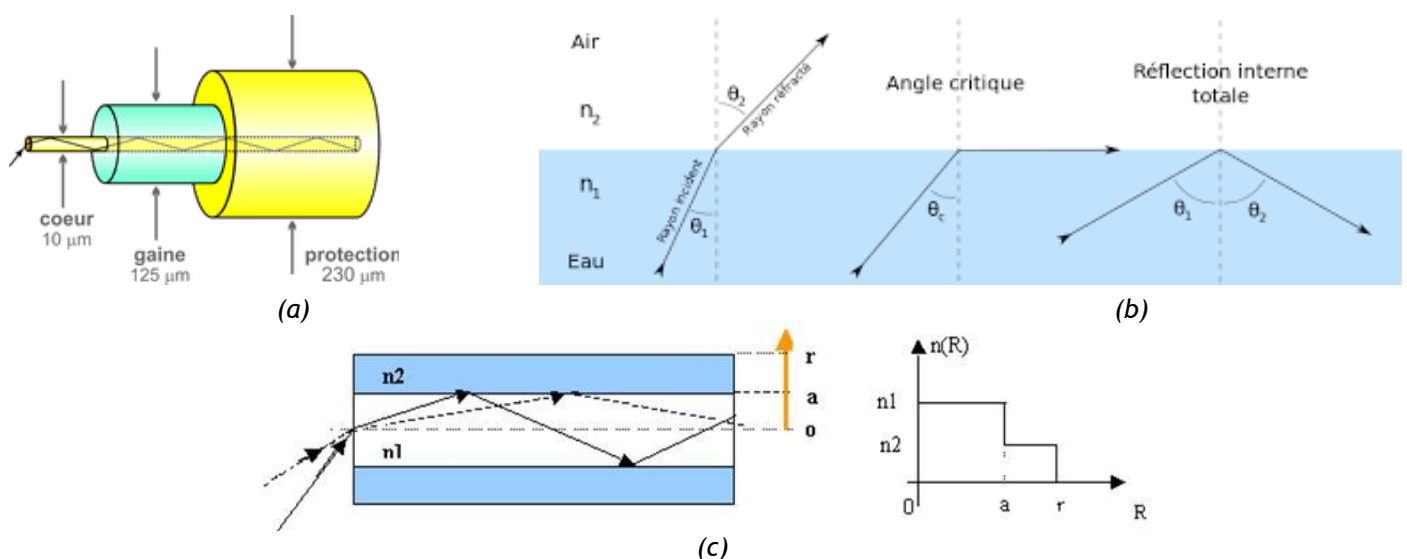 coeur
10 μm
gaine
125 μm
protection
230 μm
(a)
Air
n2
n1
Eau
Rayon incident
θ1
θ2
Rayon réfracté
Angle critique
θc
Réflection interne
totale
θ1
θ2
(b)
n2
n1
r
a
o
n(R)
n1
n2
0
a
r
R
(c)